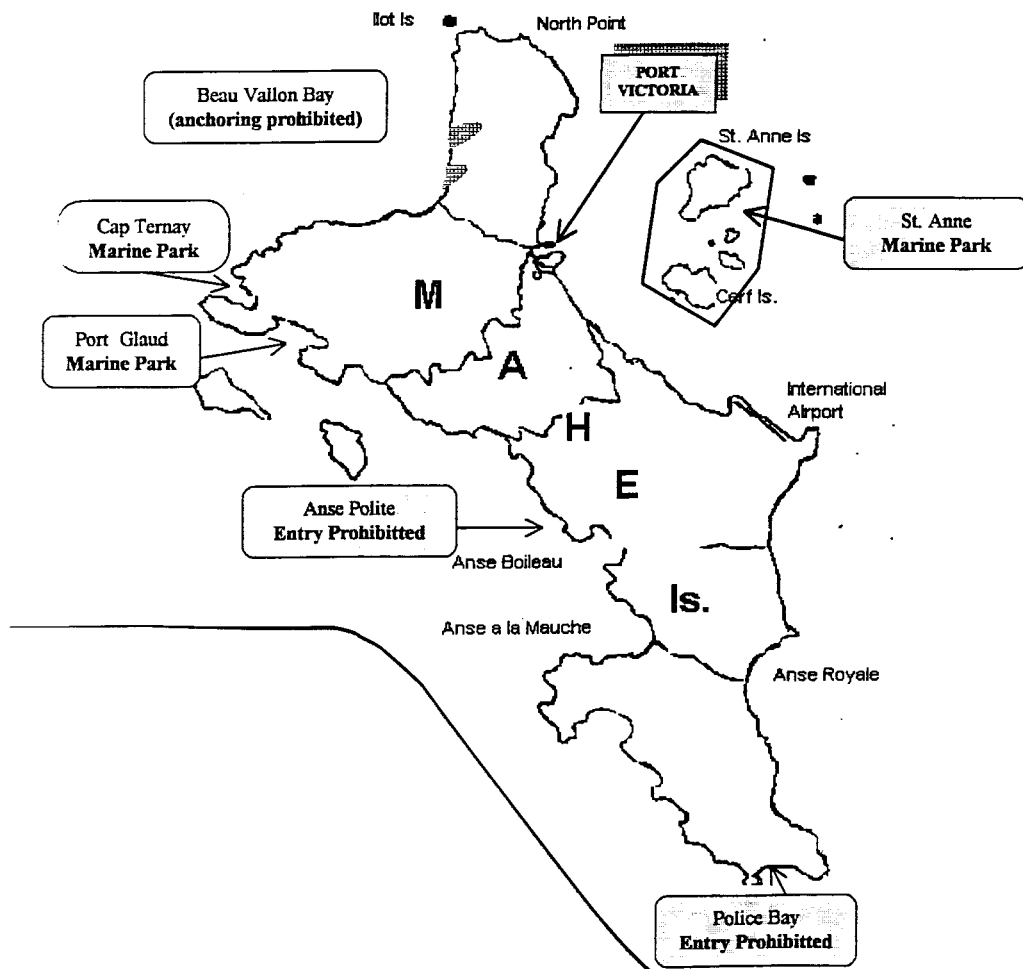 Ilot Is
North Point
PORT
VICTORIA
Beau Vallon Bay
(anchoring prohibited)
St. Anne Is
Cap Ternay
Marine Park
St. Anne
Marine Park
Cerf Is.
M
Port Glaud
Marine Park
A
International
Airport
H
E
Anse Polite
Entry Prohibitted
Anse Boileau
Is.
Anse a la Mauche
Anse Royale
Police Bay
Entry Prohibitted